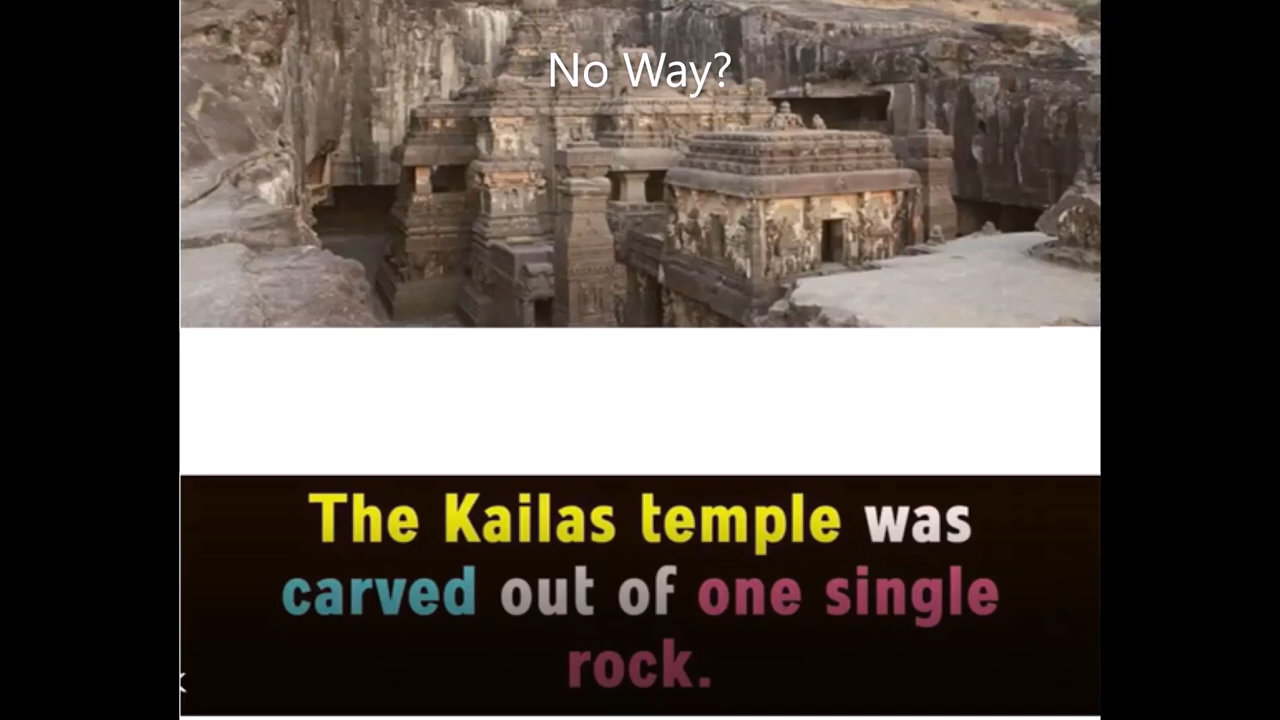 No Way?
The Kailas temple was
carved out of one single
rock.